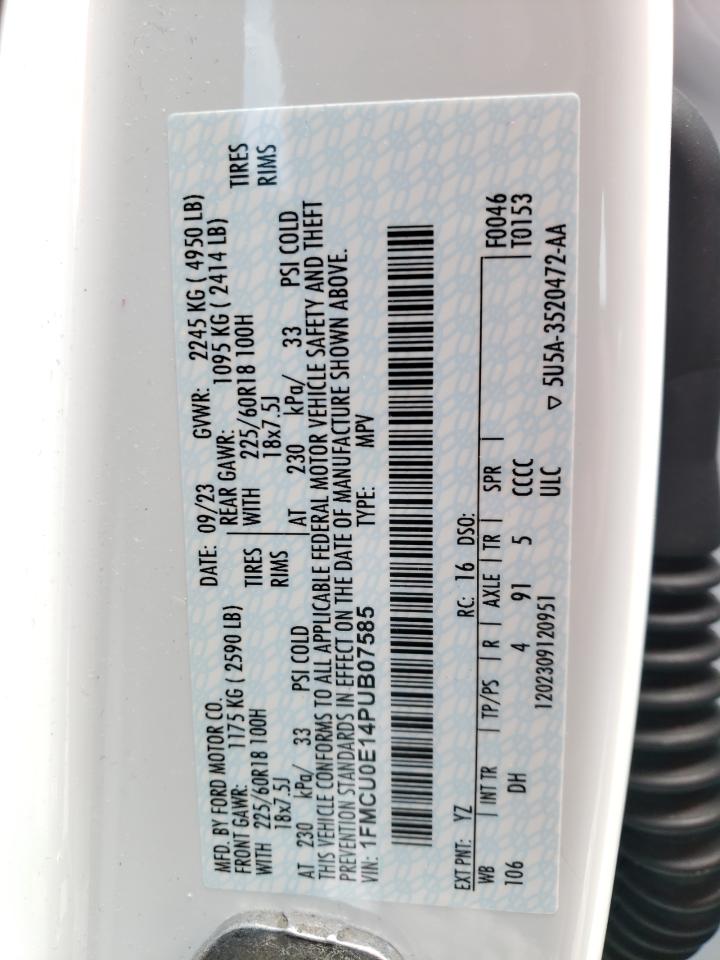 MFD. BY FORD MOTOR CO. DATE: 09/23 GVWR: 2245 KG ( 4950 LB)
FRONT GAWR: 1175 KG ( 2590 LB) REAR GAWR: 1095 KG ( 2414 LB)
WITH 225/60R18 100H TIRES WITH 225/60R18 100H TIRES
18x7.5J RIMS 18x7.5J RIMS
AT 230 kPa/ 33 PSI COLD AT 230 kPa/ 33 PSI COLD
THIS VEHICLE CONFORMS TO ALL APPLICABLE FEDERAL MOTOR VEHICLE SAFETY AND THEFT
PREVENTION STANDARDS IN EFFECT ON THE DATE OF MANUFACTURE SHOWN ABOVE.
VIN: 1FMCU0E14PUB07585 TYPE: MPV
EXT PNT: YZ RC: 16 DSO:
WB INT TR TP/PS R AXLE TR SPR F0046
106 DH 4 91 5 CCCC T0153
1202309120951 ULC ▽ 5U5A-3520472-AA